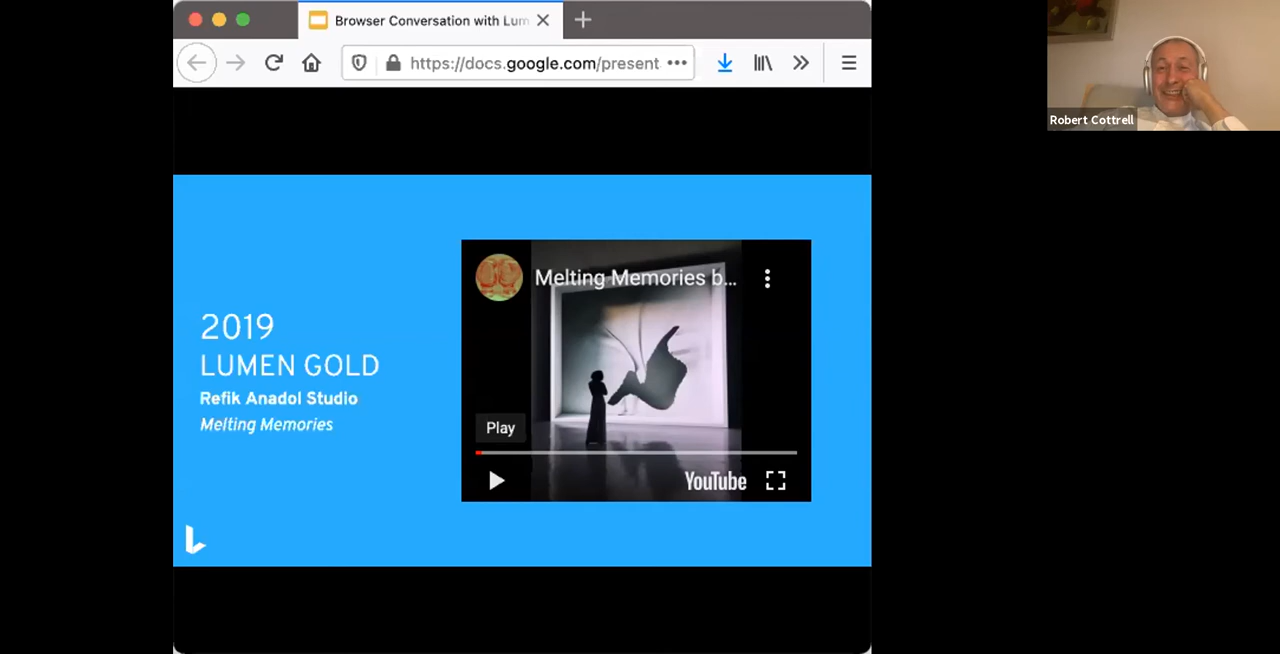 Browser Conversation with Lum
https://docs.google.com/present
Robert Cottrell
2019
LUMEN GOLD
Refik Anadol Studio
Melting Memories
Melting Memories b...
Play
YouTube